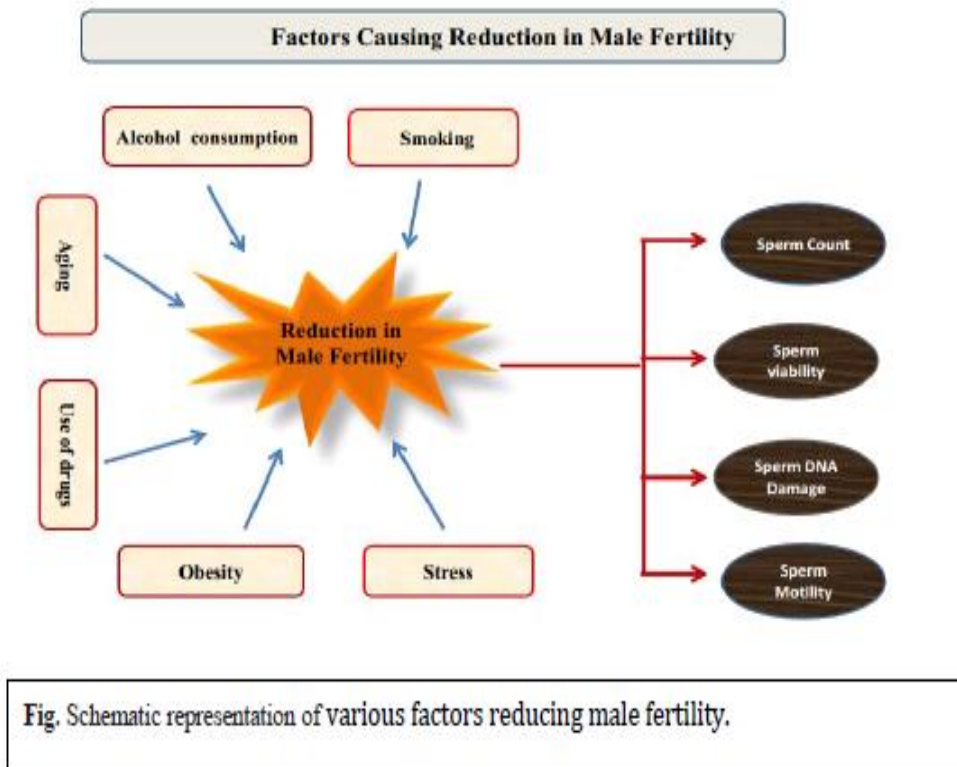 Factors Causing Reduction in Male Fertility
Alcohol consumption
Smoking
Aging
Use of drugs
Obesity
Stress
Reduction in
Male Fertility
Sperm Count
Sperm
viability
Sperm DNA
Damage
Sperm
Motility
Fig. Schematic representation of various factors reducing male fertility.